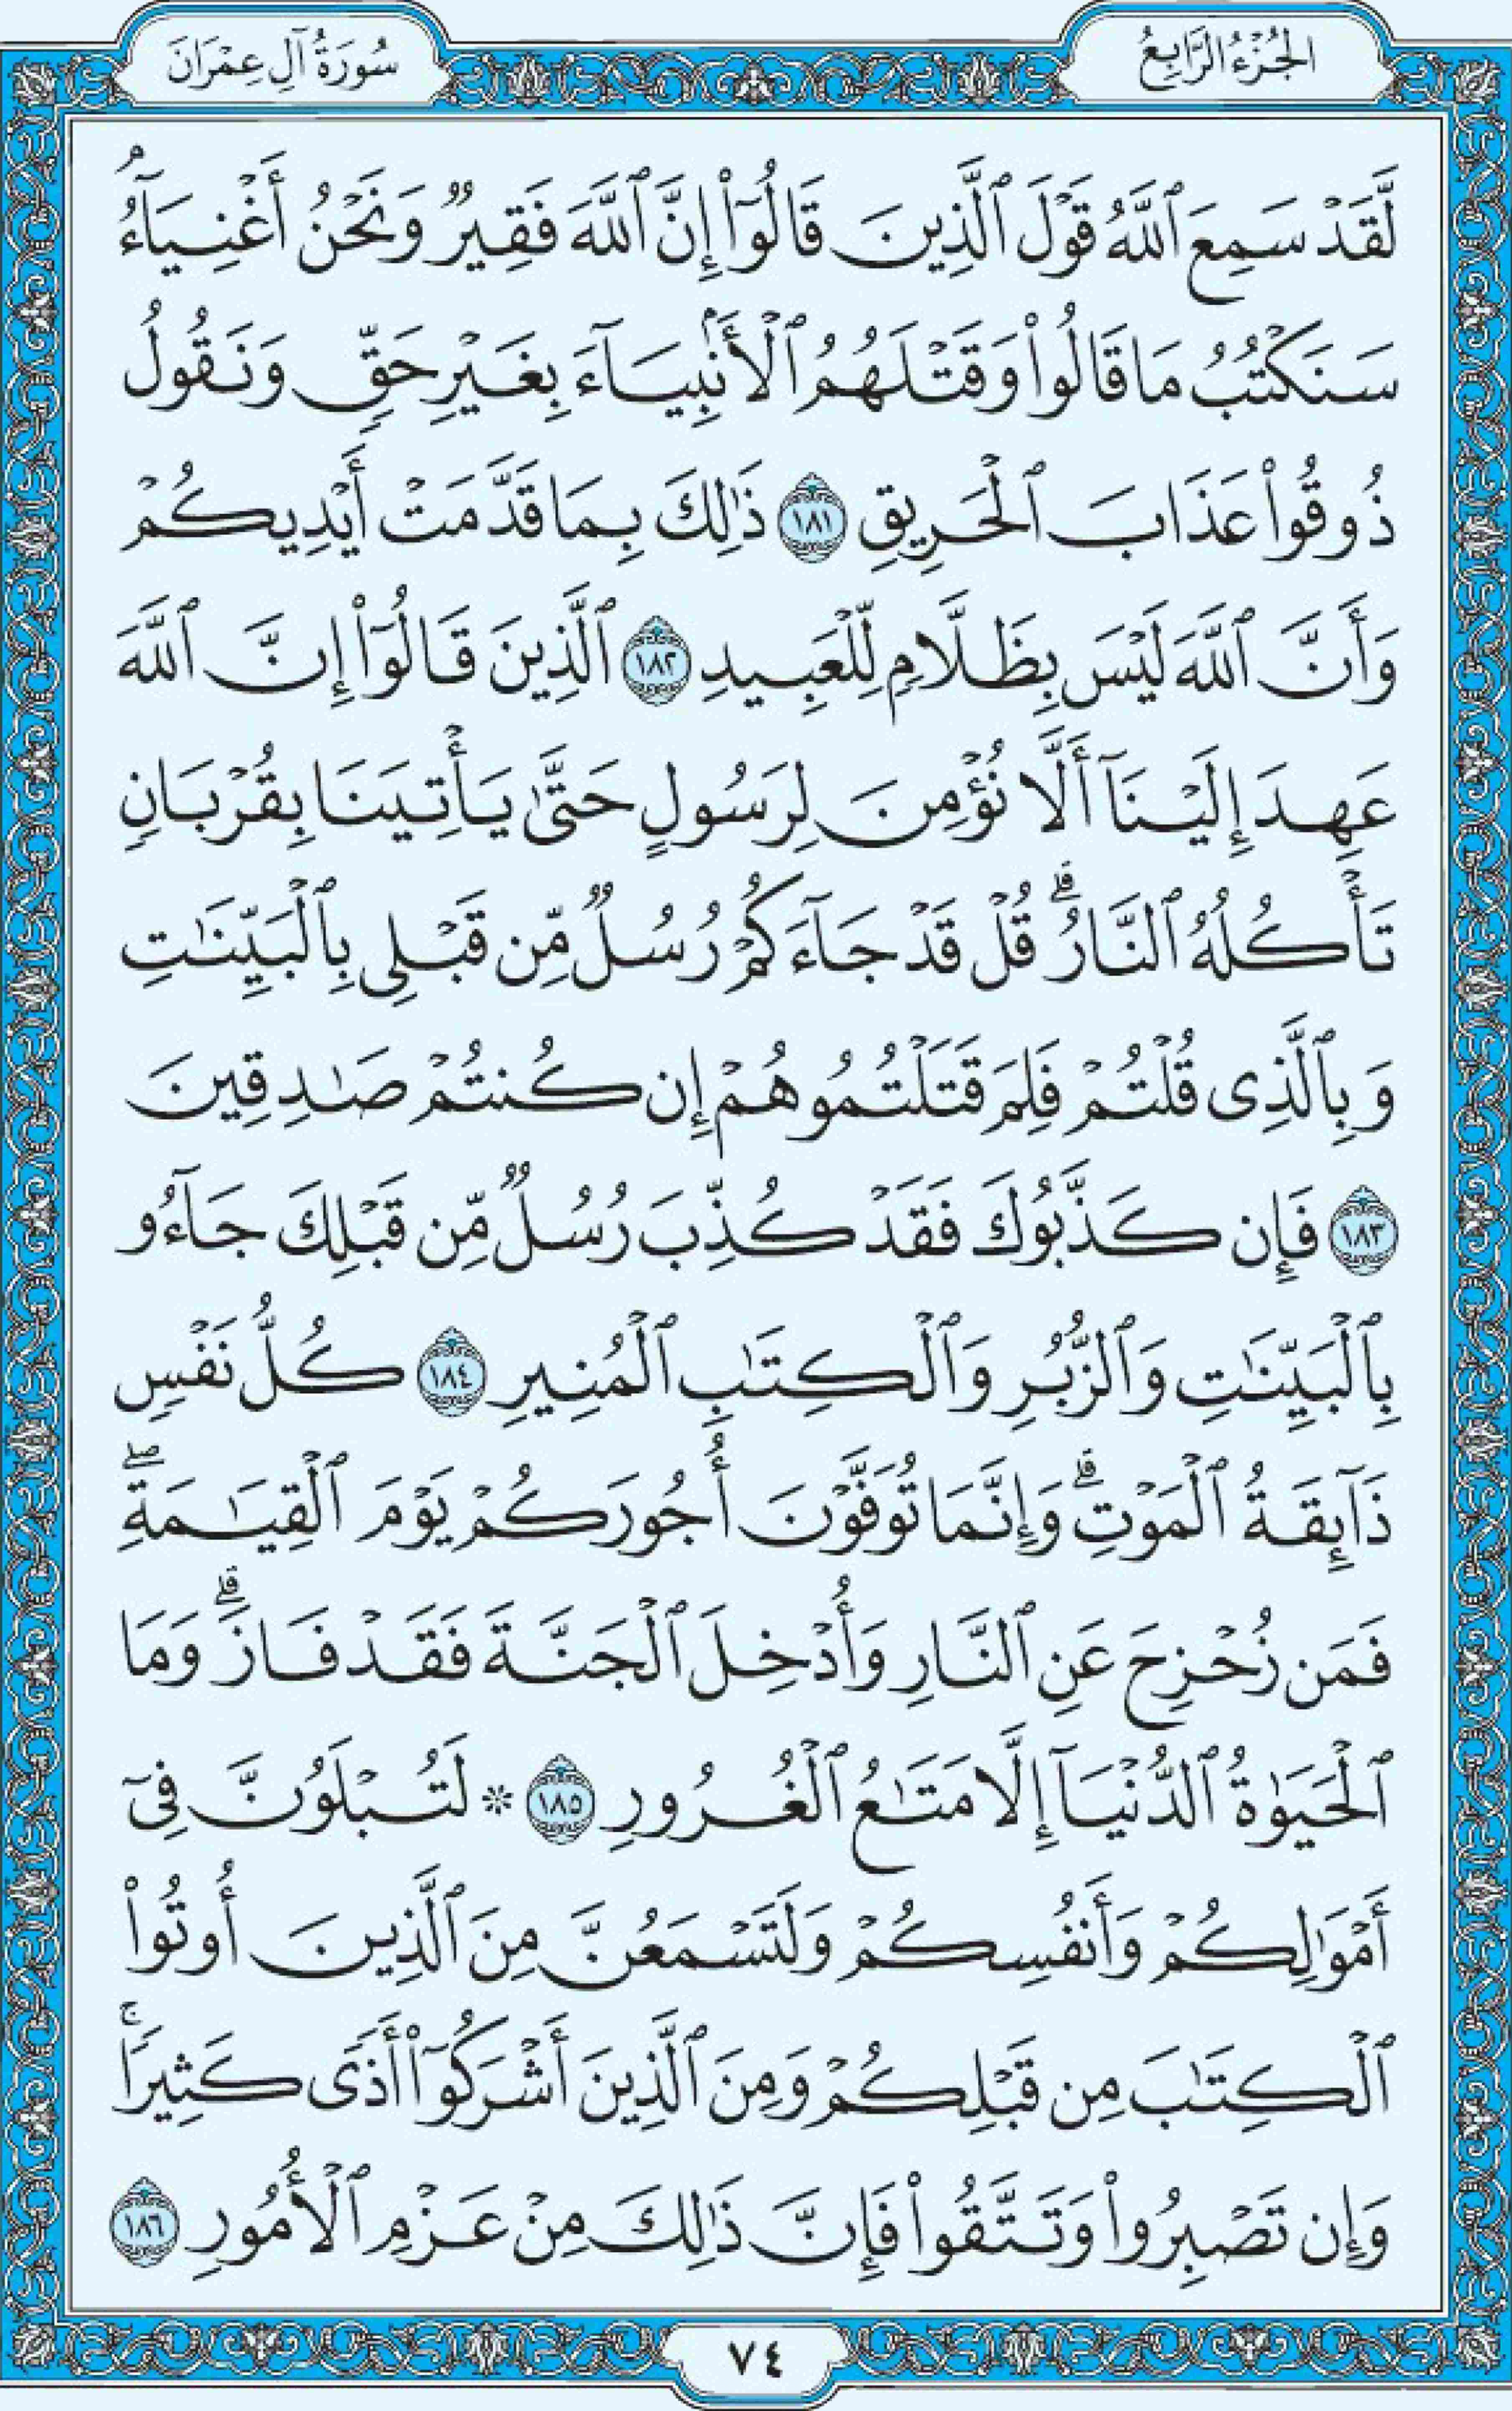 الجُزْءُ الرَّابِعُ
سُورَةُ آلِ عِمْرَانَ
لَّقَدْ سَمِعَ ٱللَّهُ قَوْلَ ٱلَّذِينَ قَالُوٓا۟ إِنَّ ٱللَّهَ فَقِيرٌ وَنَحْنُ أَغْنِيَآءُ ۘ
سَنَكْتُبُ مَا قَالُوا۟ وَقَتْلَهُمُ ٱلْأَنۢبِيَآءَ بِغَيْرِ حَقٍّ وَنَقُولُ
ذُوقُوا۟ عَذَابَ ٱلْحَرِيقِ ١٨١ ذَٰلِكَ بِمَا قَدَّمَتْ أَيْدِيكُمْ
وَأَنَّ ٱللَّهَ لَيْسَ بِظَلَّامٍ لِّلْعَبِيدِ ١٨٢ ٱلَّذِينَ قَالُوٓا۟ إِنَّ ٱللَّهَ
عَهِدَ إِلَيْنَآ أَلَّا نُؤْمِنَ لِرَسُولٍ حَتَّىٰ يَأْتِيَنَا بِقُرْبَانٍ
تَأْكُلُهُ ٱلنَّارُ ۗ قُلْ قَدْ جَآءَكُمْ رُسُلٌ مِّن قَبْلِى بِٱلْبَيِّنَٰتِ
وَبِٱلَّذِى قُلْتُمْ فَلِمَ قَتَلْتُمُوهُمْ إِن كُنتُمْ صَٰدِقِينَ
١٨٣ فَإِن كَذَّبُوكَ فَقَدْ كُذِّبَ رُسُلٌ مِّن قَبْلِكَ جَآءُو
بِٱلْبَيِّنَٰتِ وَٱلزُّبُرِ وَٱلْكِتَٰبِ ٱلْمُنِيرِ ١٨٤ كُلُّ نَفْسٍ
ذَآئِقَةُ ٱلْمَوْتِ ۗ وَإِنَّمَا تُوَفَّوْنَ أُجُورَكُمْ يَوْمَ ٱلْقِيَٰمَةِ ۖ
فَمَن زُحْزِحَ عَنِ ٱلنَّارِ وَأُدْخِلَ ٱلْجَنَّةَ فَقَدْ فَازَ ۗ وَمَا
ٱلْحَيَوٰةُ ٱلدُّنْيَآ إِلَّا مَتَٰعُ ٱلْغُرُورِ ١٨٥ * لَتُبْلَوُنَّ فِىٓ
أَمْوَٰلِكُمْ وَأَنفُسِكُمْ وَلَتَسْمَعُنَّ مِنَ ٱلَّذِينَ أُوتُوا۟
ٱلْكِتَٰبَ مِن قَبْلِكُمْ وَمِنَ ٱلَّذِينَ أَشْرَكُوٓا۟ أَذًى كَثِيرًا ۚ
وَإِن تَصْبِرُوا۟ وَتَتَّقُوا۟ فَإِنَّ ذَٰلِكَ مِنْ عَزْمِ ٱلْأُمُورِ ١٨٦
٧٤